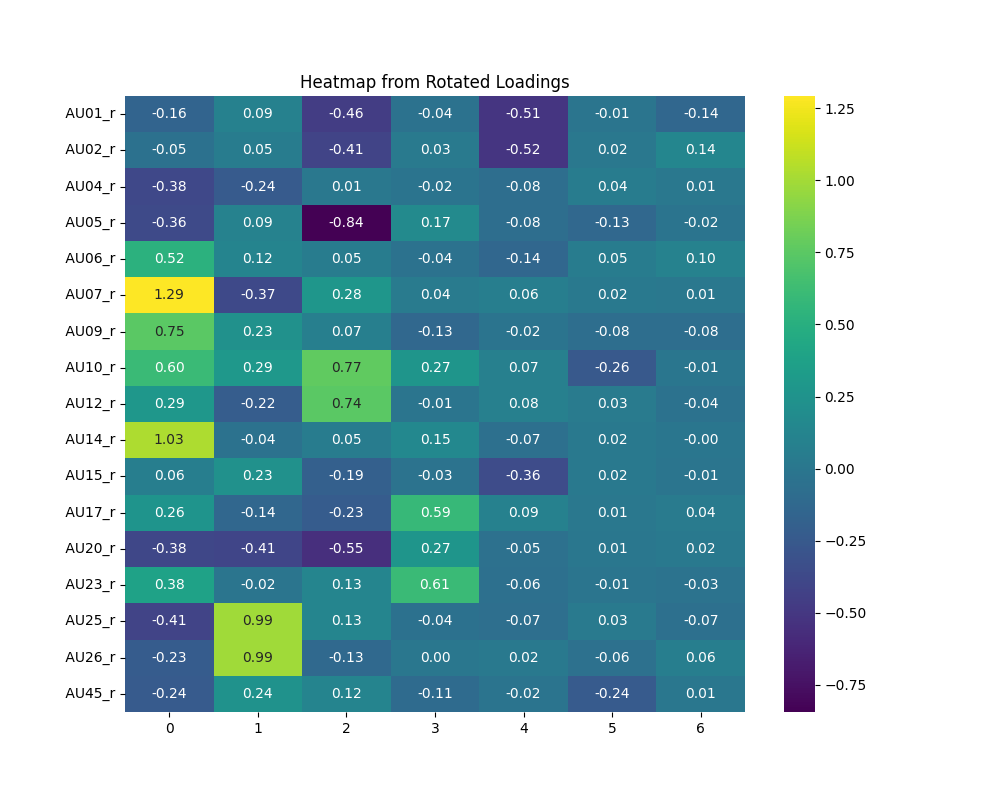 Heatmap from Rotated Loadings
AU01_r -0.16 0.09 -0.46 -0.04 -0.51 -0.01 -0.14
AU02_r -0.05 0.05 -0.41 0.03 -0.52 0.02 0.14
AU04_r -0.38 -0.24 0.01 -0.02 -0.08 0.04 0.01
AU05_r -0.36 0.09 -0.84 0.17 -0.08 -0.13 -0.02
AU06_r 0.52 0.12 0.05 -0.04 -0.14 0.05 0.10
AU07_r 1.29 -0.37 0.28 0.04 0.06 0.02 0.01
AU09_r 0.75 0.23 0.07 -0.13 -0.02 -0.08 -0.08
AU10_r 0.60 0.29 0.77 0.27 0.07 -0.26 -0.01
AU12_r 0.29 -0.22 0.74 -0.01 0.08 0.03 -0.04
AU14_r 1.03 -0.04 0.05 0.15 -0.07 0.02 -0.00
AU15_r 0.06 0.23 -0.19 -0.03 -0.36 0.02 -0.01
AU17_r 0.26 -0.14 -0.23 0.59 0.09 0.01 0.04
AU20_r -0.38 -0.41 -0.55 0.27 -0.05 0.01 0.02
AU23_r 0.38 -0.02 0.13 0.61 -0.06 -0.01 -0.03
AU25_r -0.41 0.99 0.13 -0.04 -0.07 0.03 -0.07
AU26_r -0.23 0.99 -0.13 0.00 0.02 -0.06 0.06
AU45_r -0.24 0.24 0.12 -0.11 -0.02 -0.24 0.01
0 1 2 3 4 5 6
1.25
1.00
0.75
0.50
0.25
0.00
−0.25
−0.50
−0.75